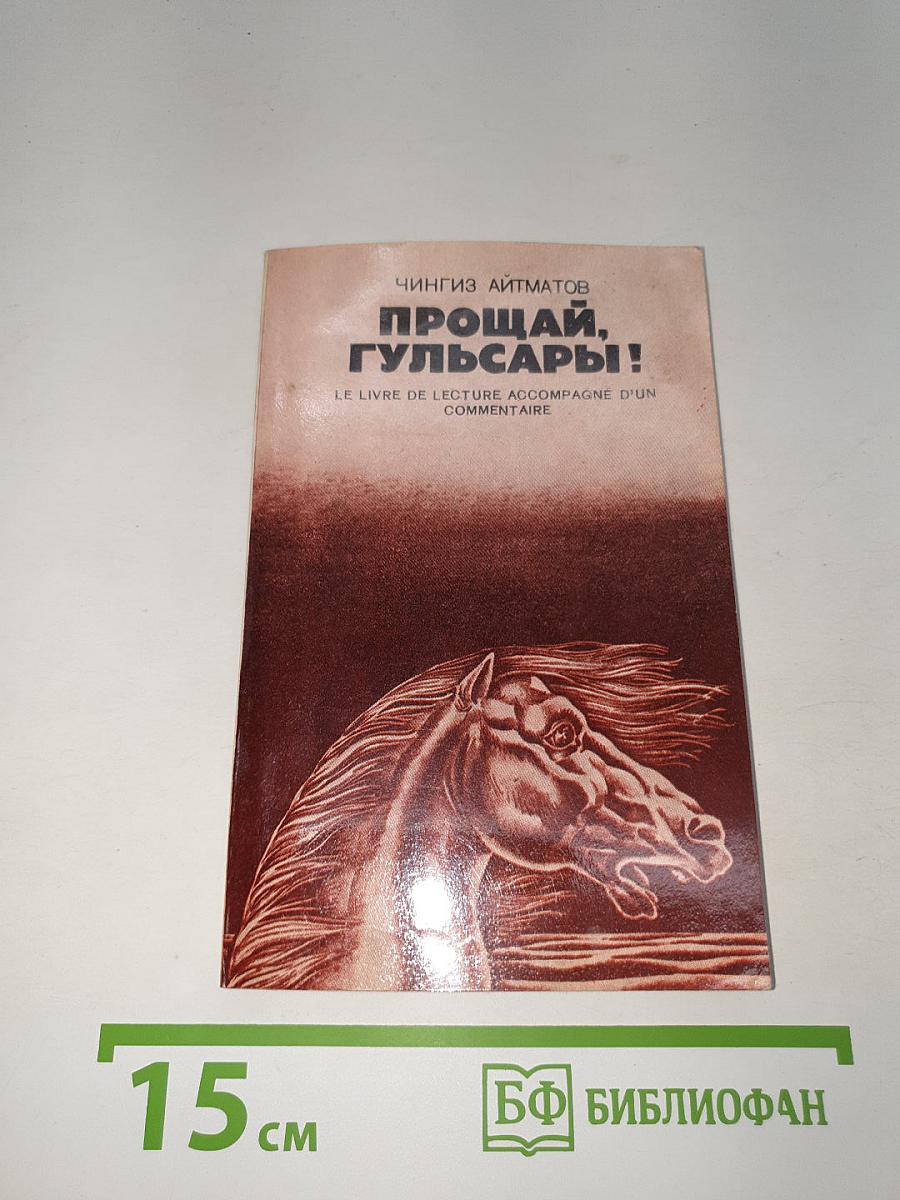 ЧИНГИЗ АЙТМАТОВ
ПРОЩАЙ,
ГУЛЬСАРЫ!
LE LIVRE DE LECTURE ACCOMPAGNÉ D'UN
COMMENTAIRE
15 см
БФ БИБЛИОФАН